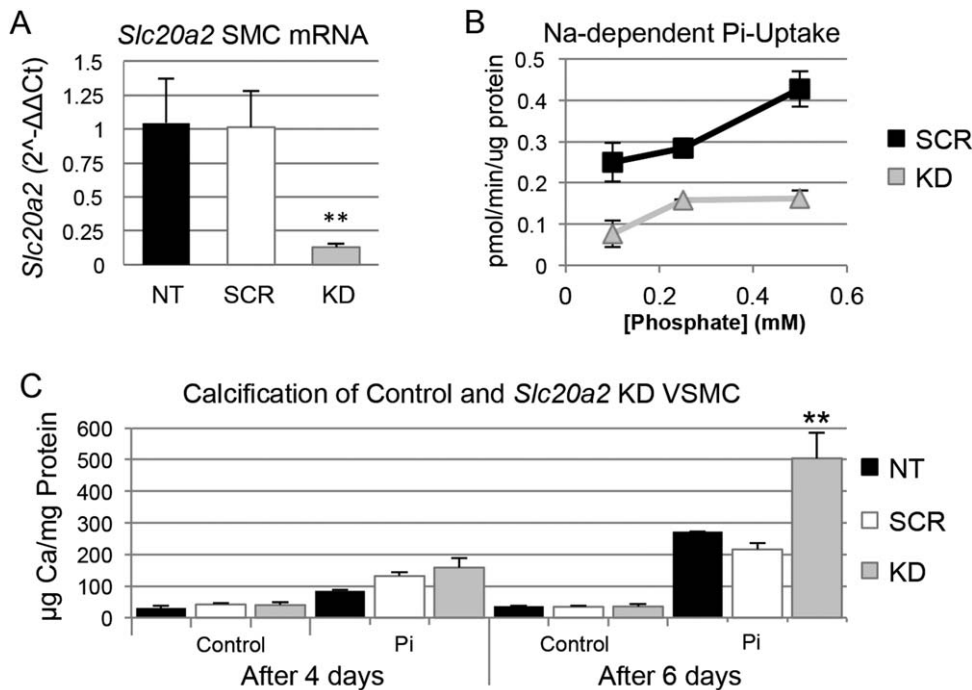 A
Slc20a2 SMC mRNA
Slc20a2 (2^-ΔΔCt)
1.5
1.25
1
0.75
0.5
0.25
0
**
NT SCR KD
B
Na-dependent Pi-Uptake
pmol/min/ug protein
0.5
0.4
0.3
0.2
0.1
0
0 0.2 0.4 0.6
[Phosphate] (mM)
SCR
KD
C
Calcification of Control and Slc20a2 KD VSMC
µg Ca/mg Protein
600
500
400
300
200
100
0
**
NT
SCR
KD
Control Pi Control Pi
After 4 days After 6 days